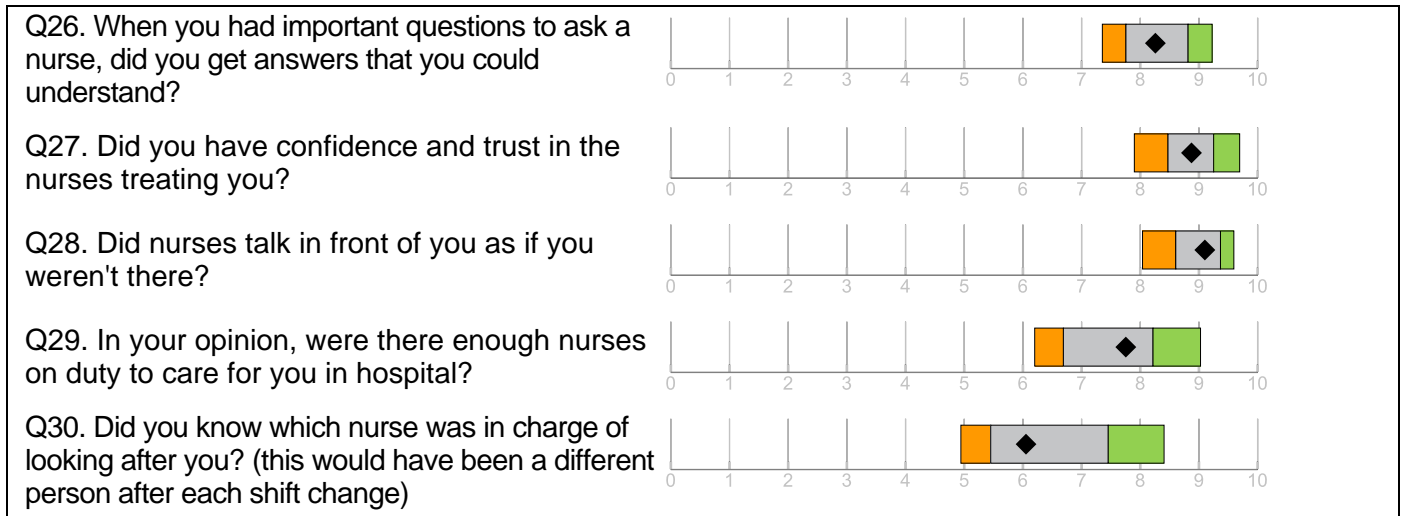 Q26. When you had important questions to ask a
nurse, did you get answers that you could
understand?
0 1 2 3 4 5 6 7 8 9 10
Q27. Did you have confidence and trust in the
nurses treating you?
0 1 2 3 4 5 6 7 8 9 10
Q28. Did nurses talk in front of you as if you
weren't there?
0 1 2 3 4 5 6 7 8 9 10
Q29. In your opinion, were there enough nurses
on duty to care for you in hospital?
0 1 2 3 4 5 6 7 8 9 10
Q30. Did you know which nurse was in charge of
looking after you? (this would have been a different
person after each shift change)
0 1 2 3 4 5 6 7 8 9 10